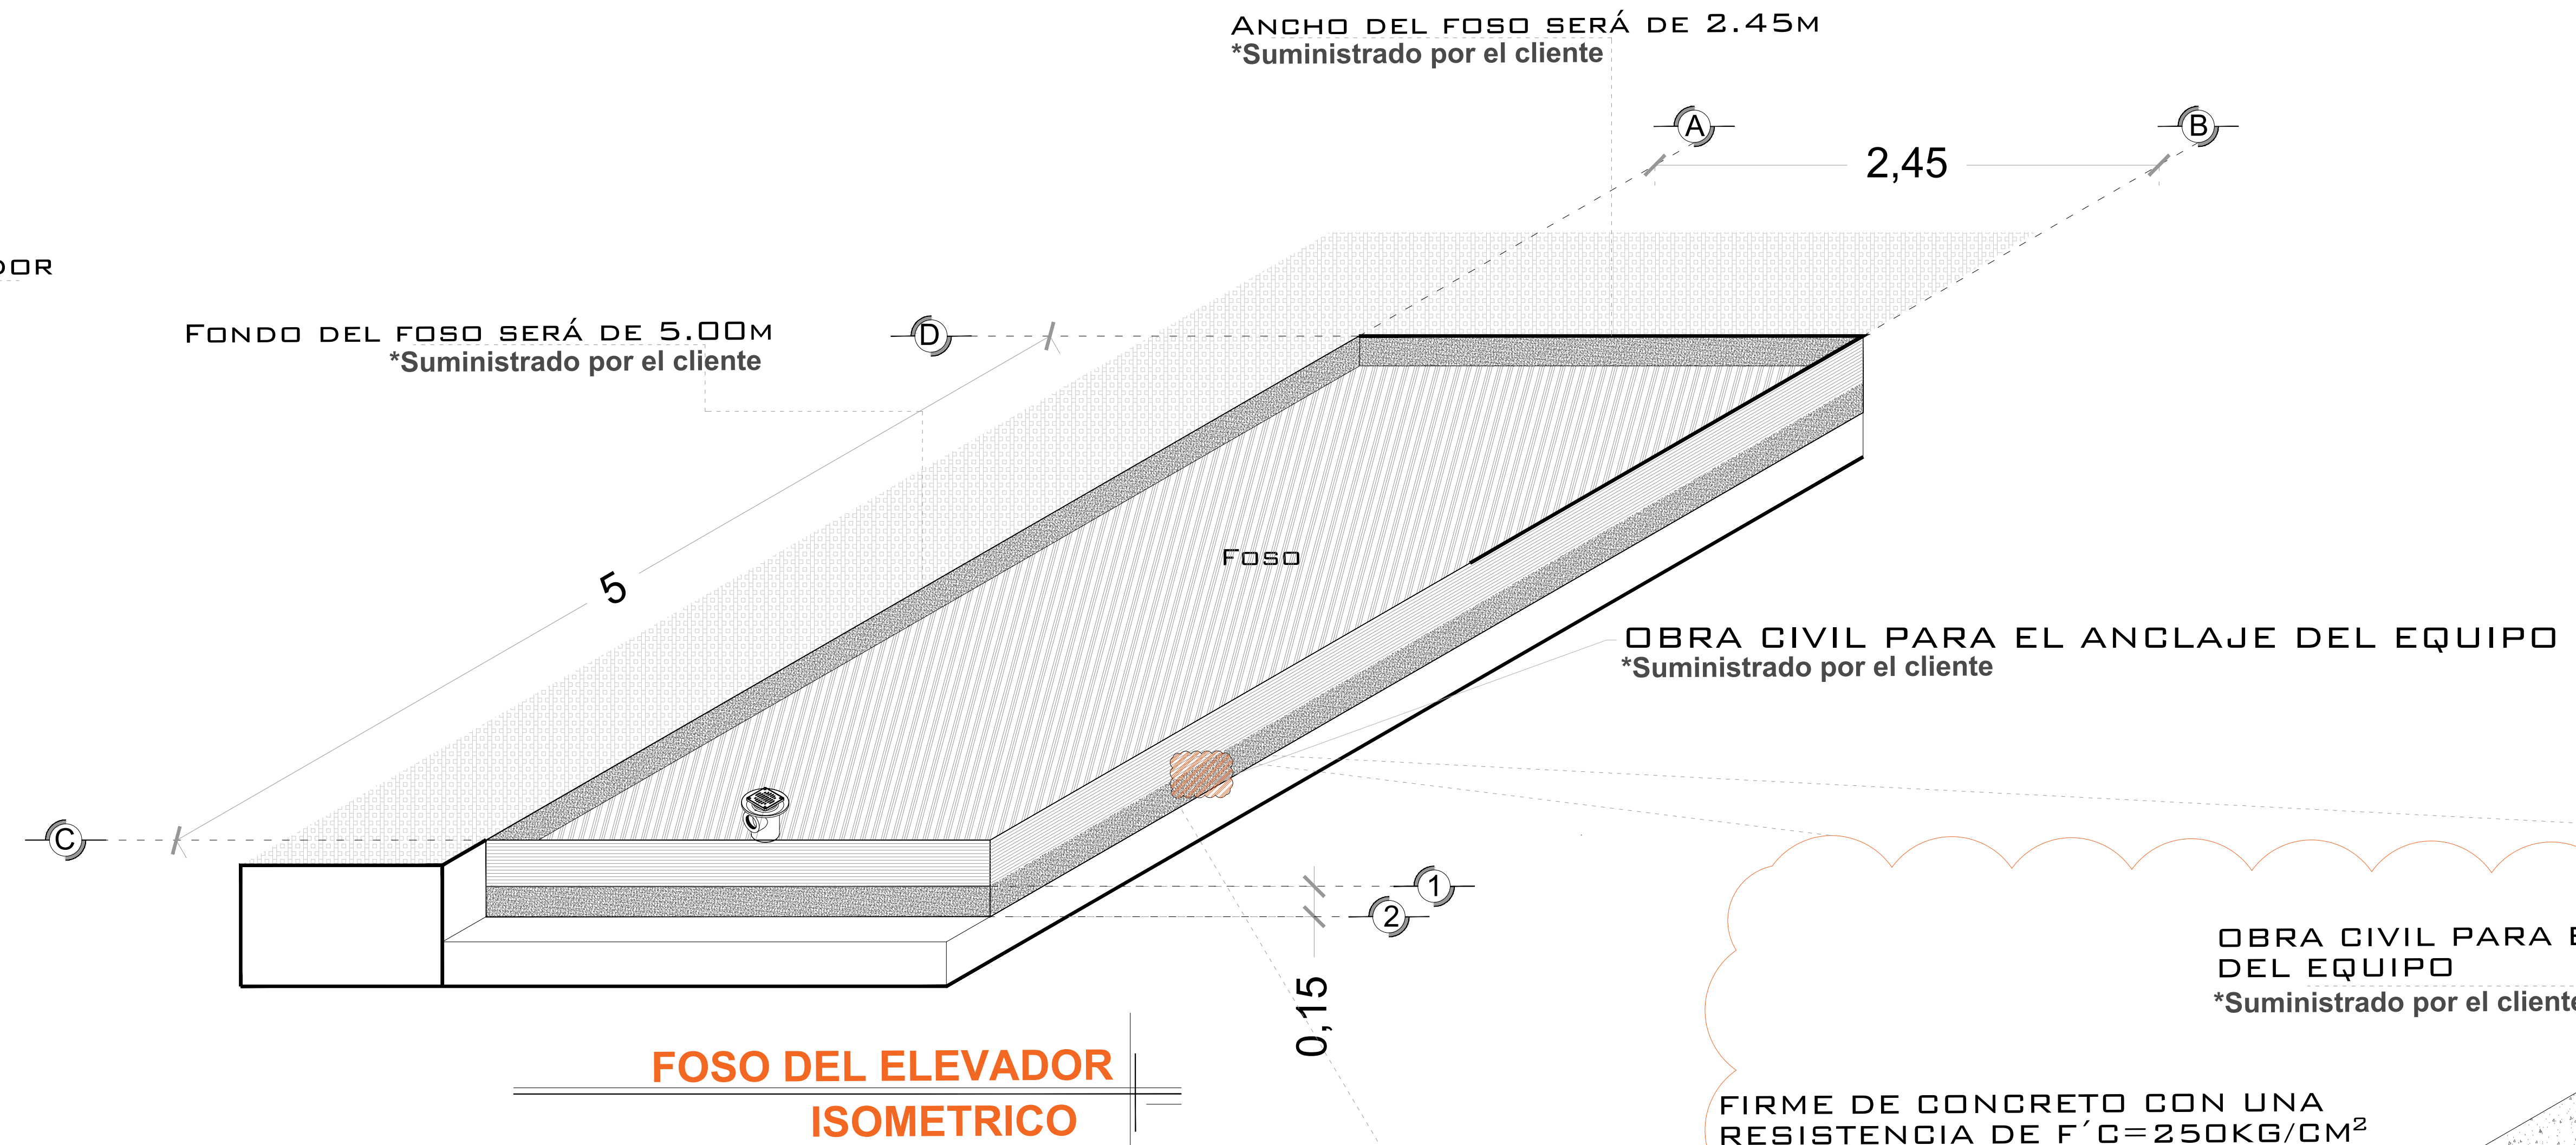 ANCHO DEL FOSO SERÁ DE 2.45M
*Suministrado por el cliente
A
B
2,45
FONDO DEL FOSO SERÁ DE 5.00M
*Suministrado por el cliente
D
5
FOSO
OBRA CIVIL PARA EL ANCLAJE DEL EQUIPO
*Suministrado por el cliente
C
1
2
0,15
OBRA CIVIL PARA
DEL EQUIPO
*Suministrado por el cliente
FOSO DEL ELEVADOR
ISOMETRICO
FIRME DE CONCRETO CON UNA
RESISTENCIA DE F´C=250KG/CM²